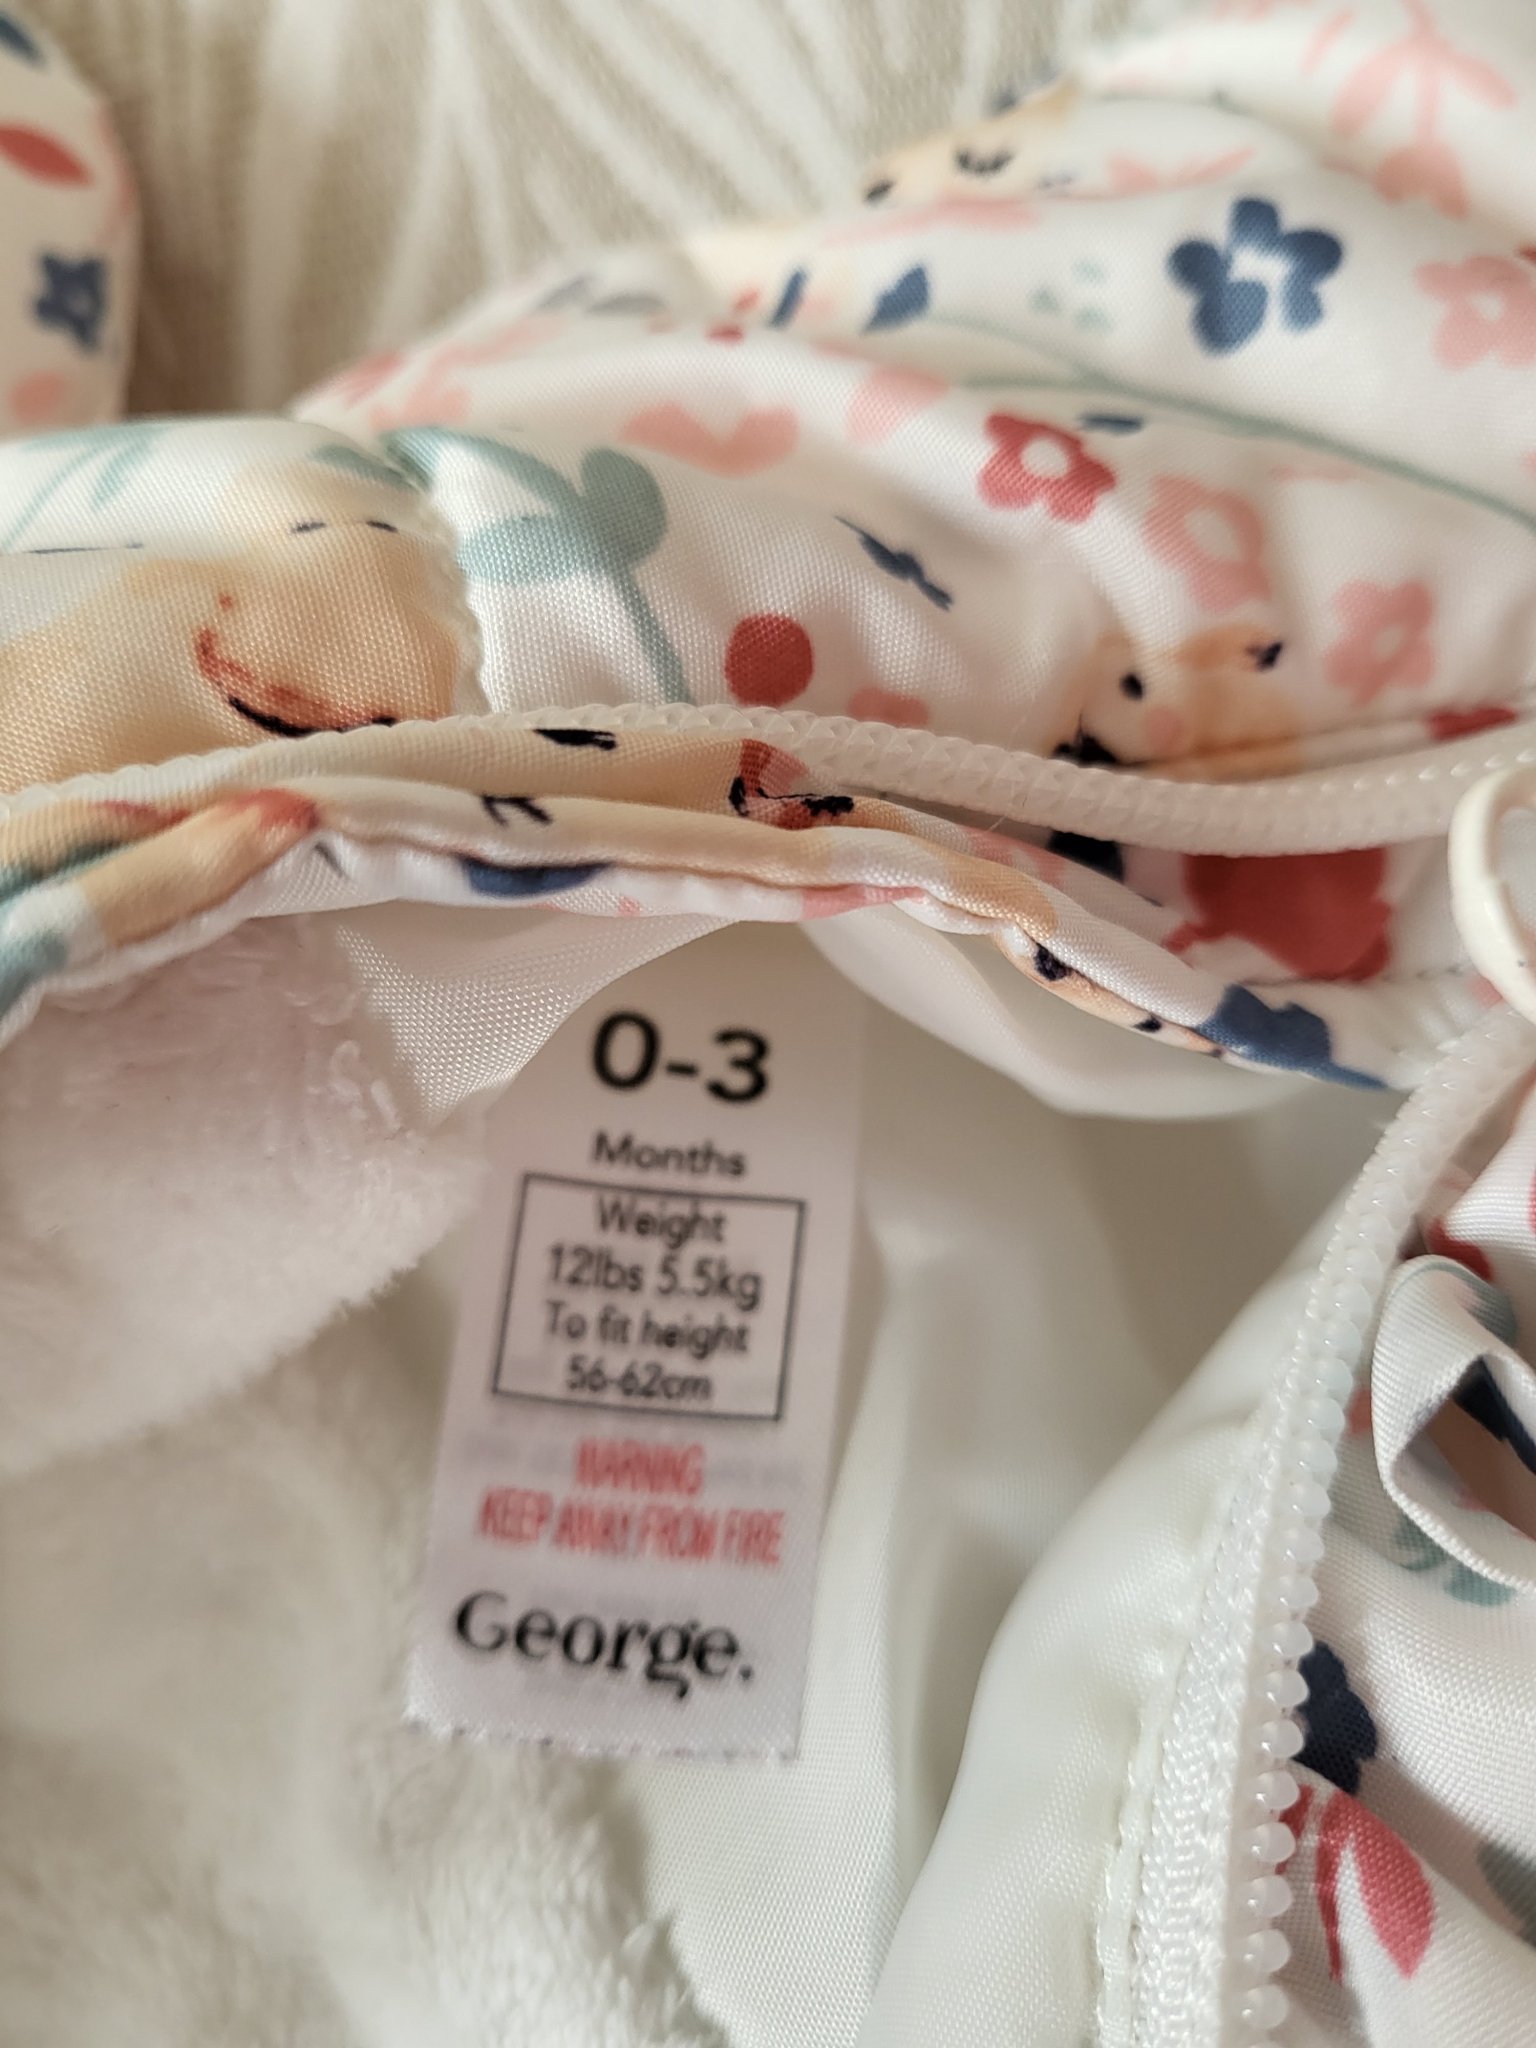 0-3
Months
Weight
12lbs 5.5kg
To fit height
56-62cm
WARNING
KEEP AWAY FROM FIRE
George.